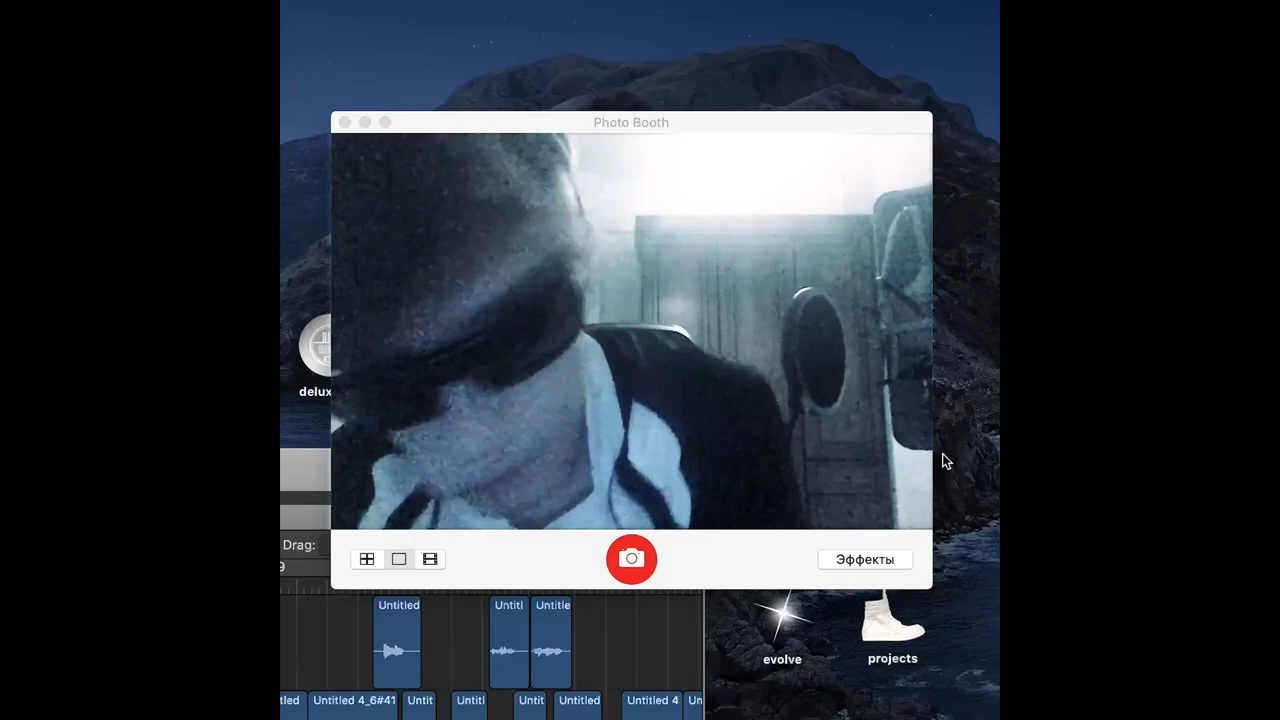 Photo Booth
delux
Drag:
9
Эффекты
Untitled
Untitl
Untitle
evolve
projects
tled
Untitled 4_6#41
Untit
Untitl
Untit
Untitled
Untitled 4
Un